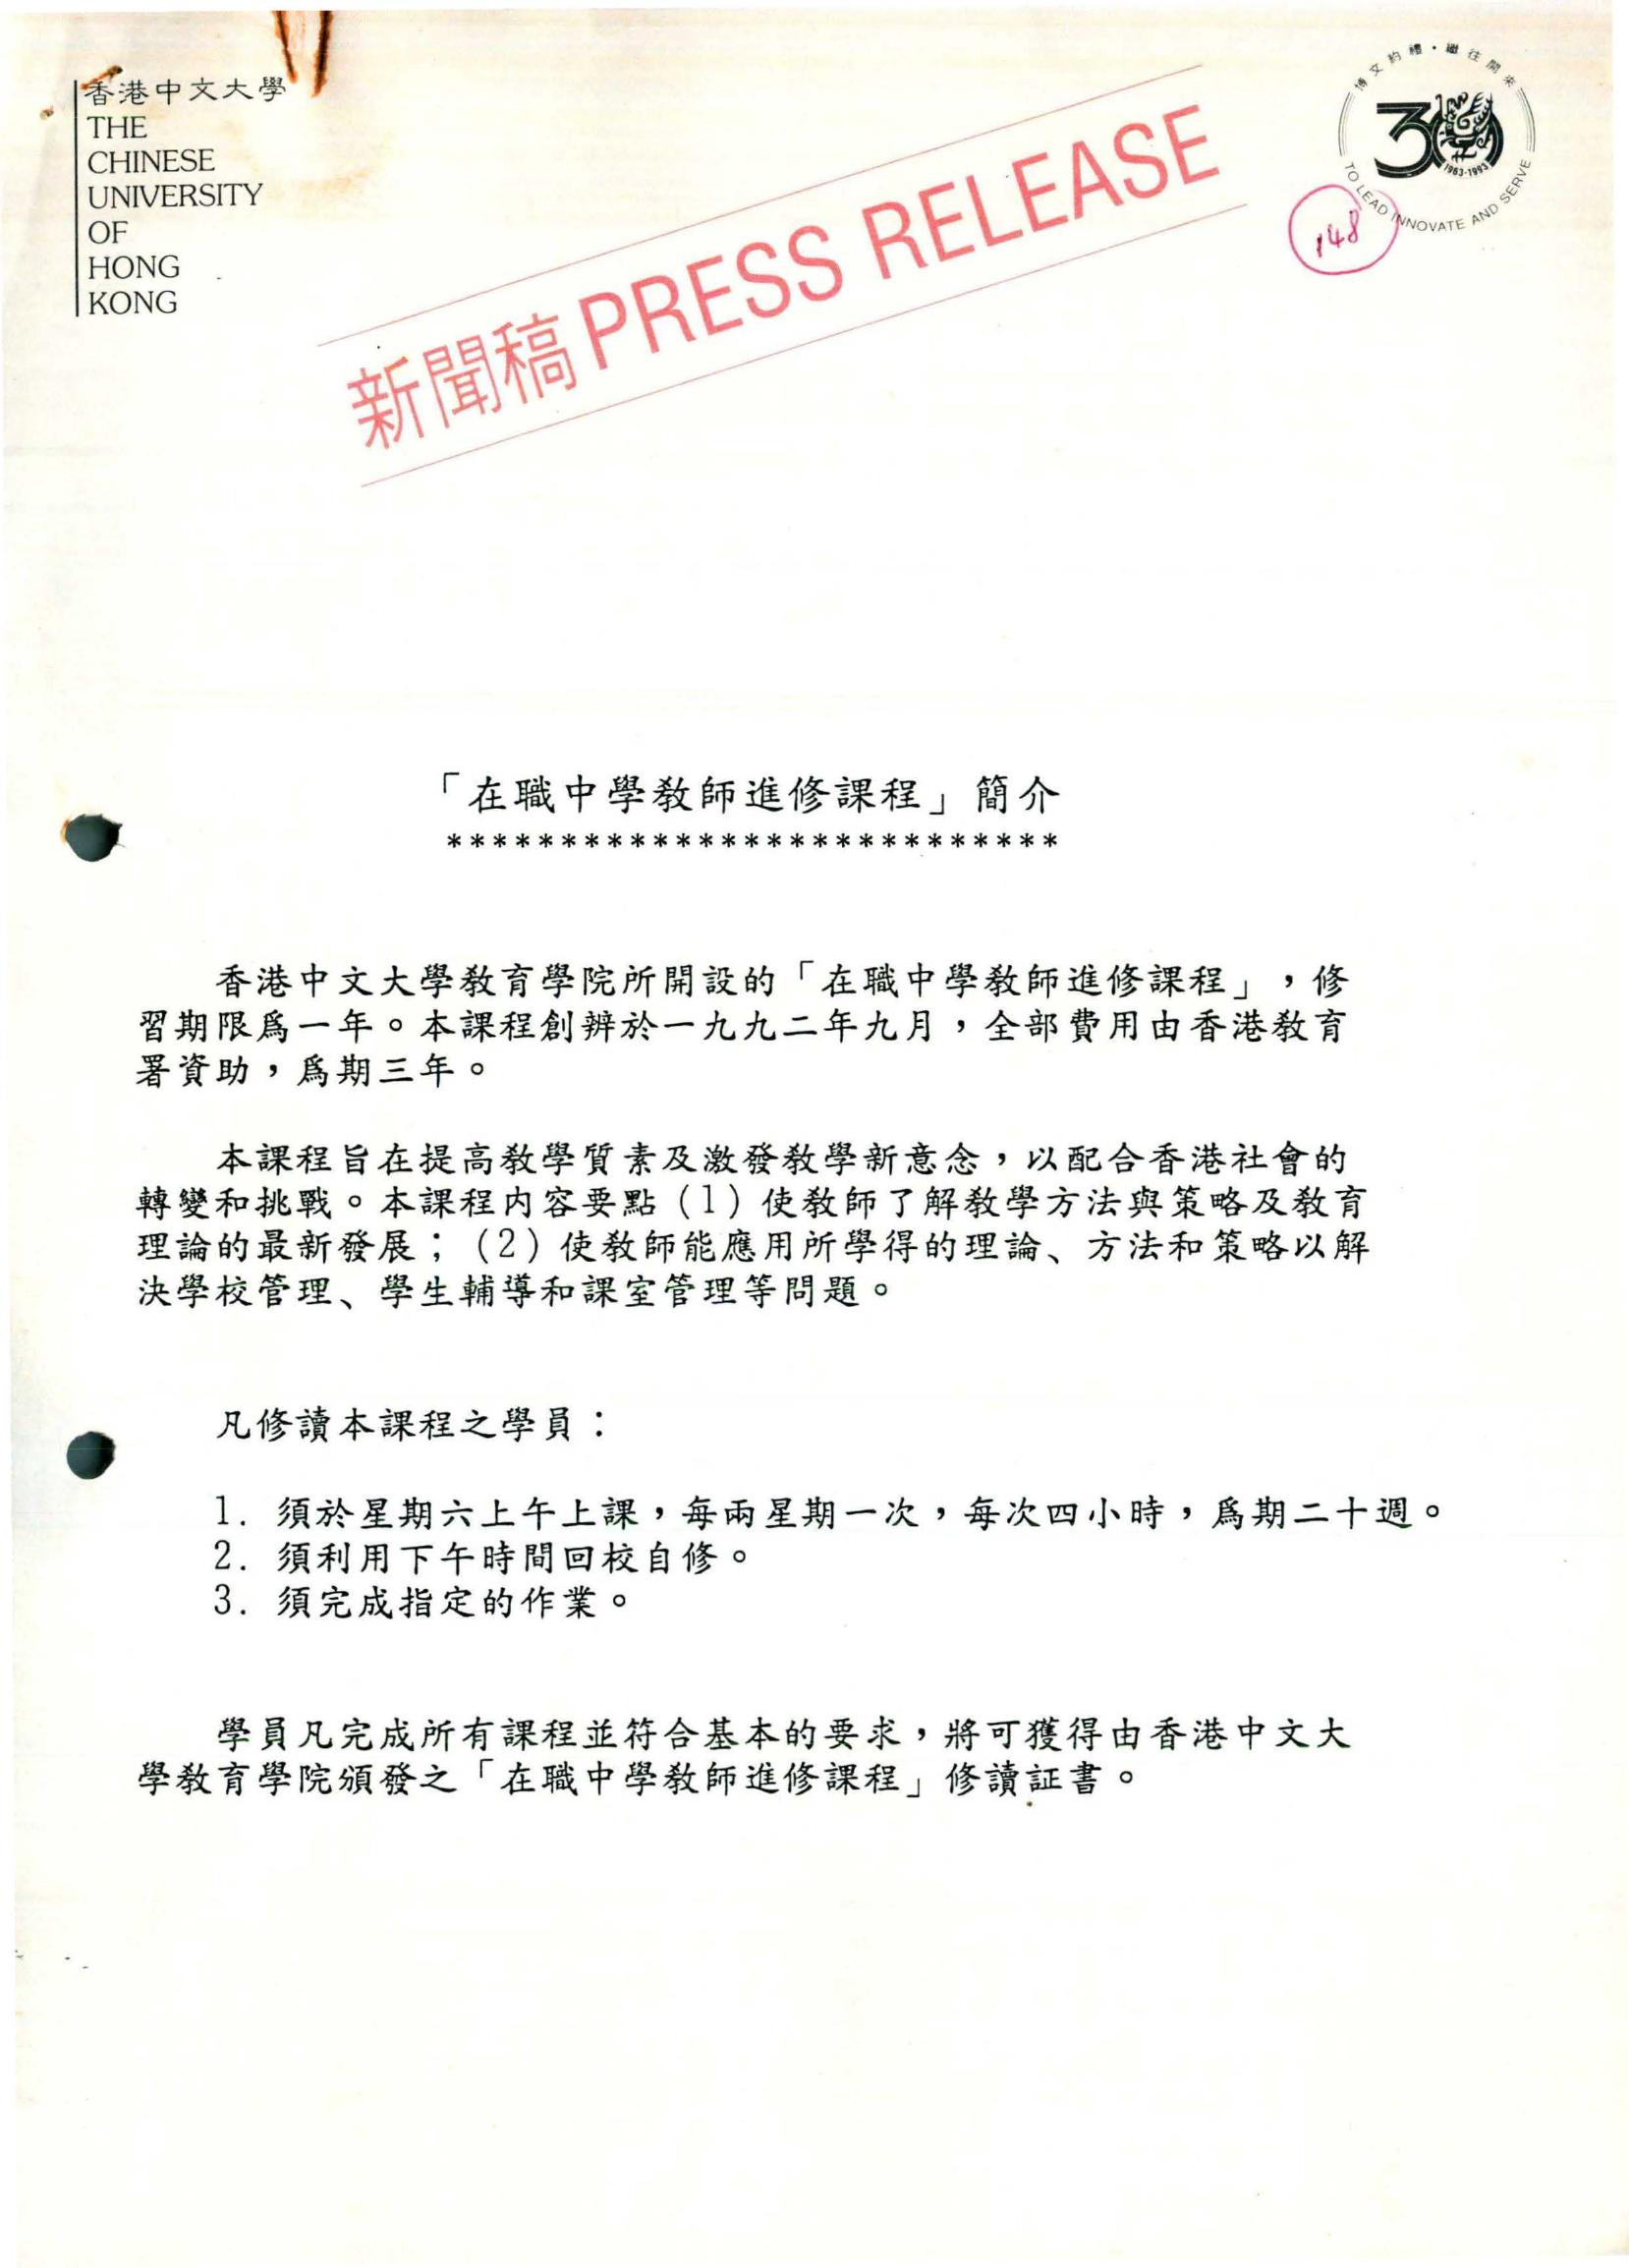 香港中文大學
THE
CHINESE
UNIVERSITY
OF
HONG
KONG
新聞稿 PRESS RELEASE
博文約禮・繼往開來
30
1963-1993
TO LEAD INNOVATE AND SERVE
148
「在職中學教師進修課程」簡介
***************************
香港中文大學教育學院所開設的「在職中學教師進修課程」，修
習期限爲一年。本課程創辨於一九九二年九月，全部費用由香港教育
署資助，爲期三年。
本課程旨在提高教學質素及激發教學新意念，以配合香港社會的
轉變和挑戰。本課程内容要點(1)使教師了解教學方法與策略及教育
理論的最新發展；(2)使教師能應用所學得的理論、方法和策略以解
決學校管理、學生輔導和課室管理等問題。
凡修讀本課程之學員：
1. 須於星期六上午上課，每兩星期一次，每次四小時，爲期二十週。
2. 須利用下午時間回校自修。
3. 須完成指定的作業。
學員凡完成所有課程並符合基本的要求，將可獲得由香港中文大
學教育學院頒發之「在職中學教師進修課程」修讀証書。